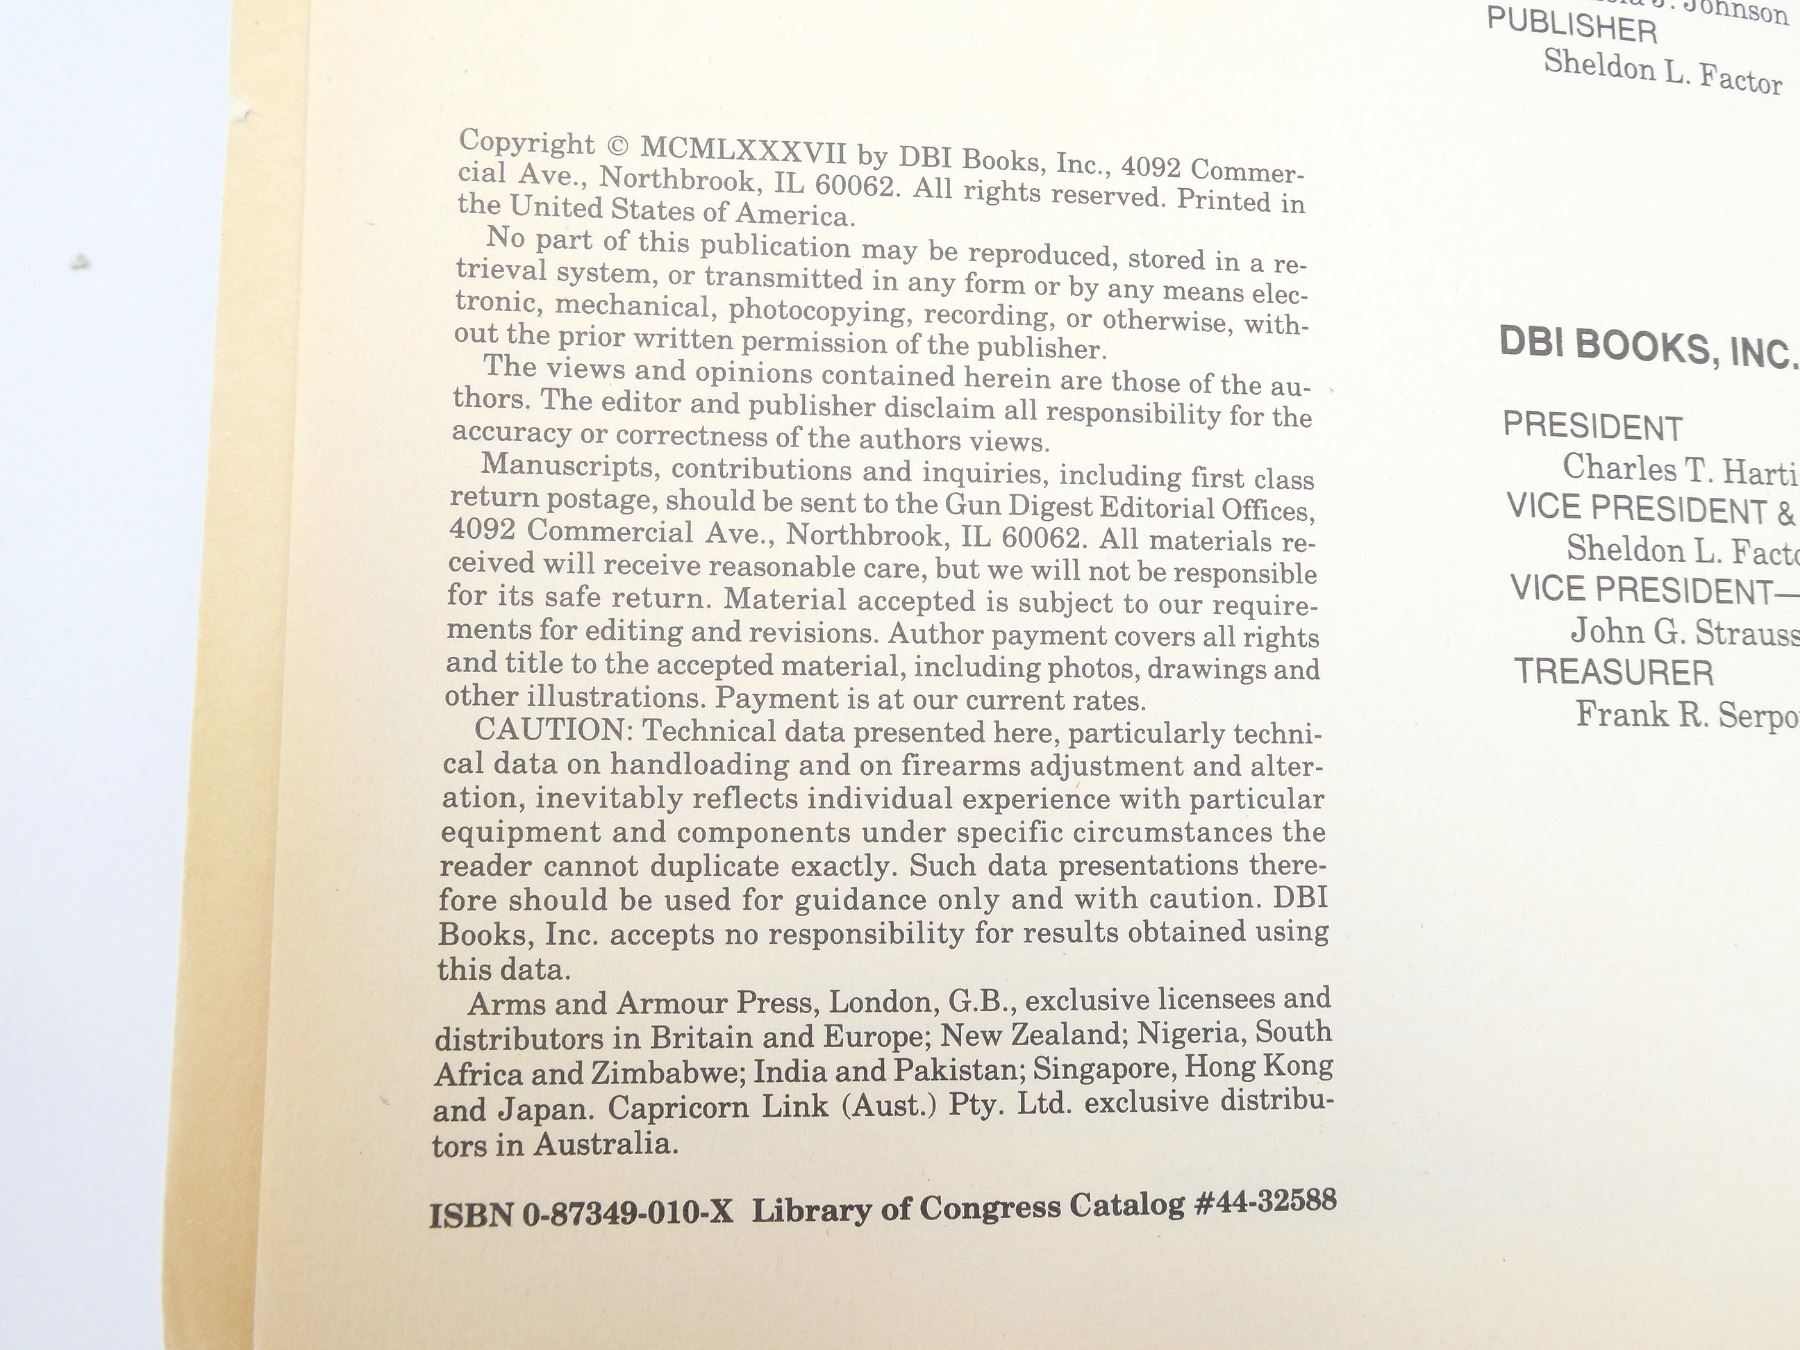 Copyright © MCMLXXXVII by DBI Books, Inc., 4092 Commer-
cial Ave., Northbrook, IL 60062. All rights reserved. Printed in
the United States of America.
No part of this publication may be reproduced, stored in a re-
trieval system, or transmitted in any form or by any means elec-
tronic, mechanical, photocopying, recording, or otherwise, with-
out the prior written permission of the publisher.
The views and opinions contained herein are those of the au-
thors. The editor and publisher disclaim all responsibility for the
accuracy or correctness of the authors views.
Manuscripts, contributions and inquiries, including first class
return postage, should be sent to the Gun Digest Editorial Offices,
4092 Commercial Ave., Northbrook, IL 60062. All materials re-
ceived will receive reasonable care, but we will not be responsible
for its safe return. Material accepted is subject to our require-
ments for editing and revisions. Author payment covers all rights
and title to the accepted material, including photos, drawings and
other illustrations. Payment is at our current rates.
CAUTION: Technical data presented here, particularly techni-
cal data on handloading and on firearms adjustment and alter-
ation, inevitably reflects individual experience with particular
equipment and components under specific circumstances the
reader cannot duplicate exactly. Such data presentations there-
fore should be used for guidance only and with caution. DBI
Books, Inc. accepts no responsibility for results obtained using
this data.
Arms and Armour Press, London, G.B., exclusive licensees and
distributors in Britain and Europe; New Zealand; Nigeria, South
Africa and Zimbabwe; India and Pakistan; Singapore, Hong Kong
and Japan. Capricorn Link (Aust.) Pty. Ltd. exclusive distribu-
tors in Australia.
ISBN 0-87349-010-X Library of Congress Catalog #44-32588
J. Johnson
PUBLISHER
Sheldon L. Factor
DBI BOOKS, INC.
PRESIDENT
Charles T. Harti
VICE PRESIDENT &
Sheldon L. Facto
VICE PRESIDENT—
John G. Strauss
TREASURER
Frank R. Serpo